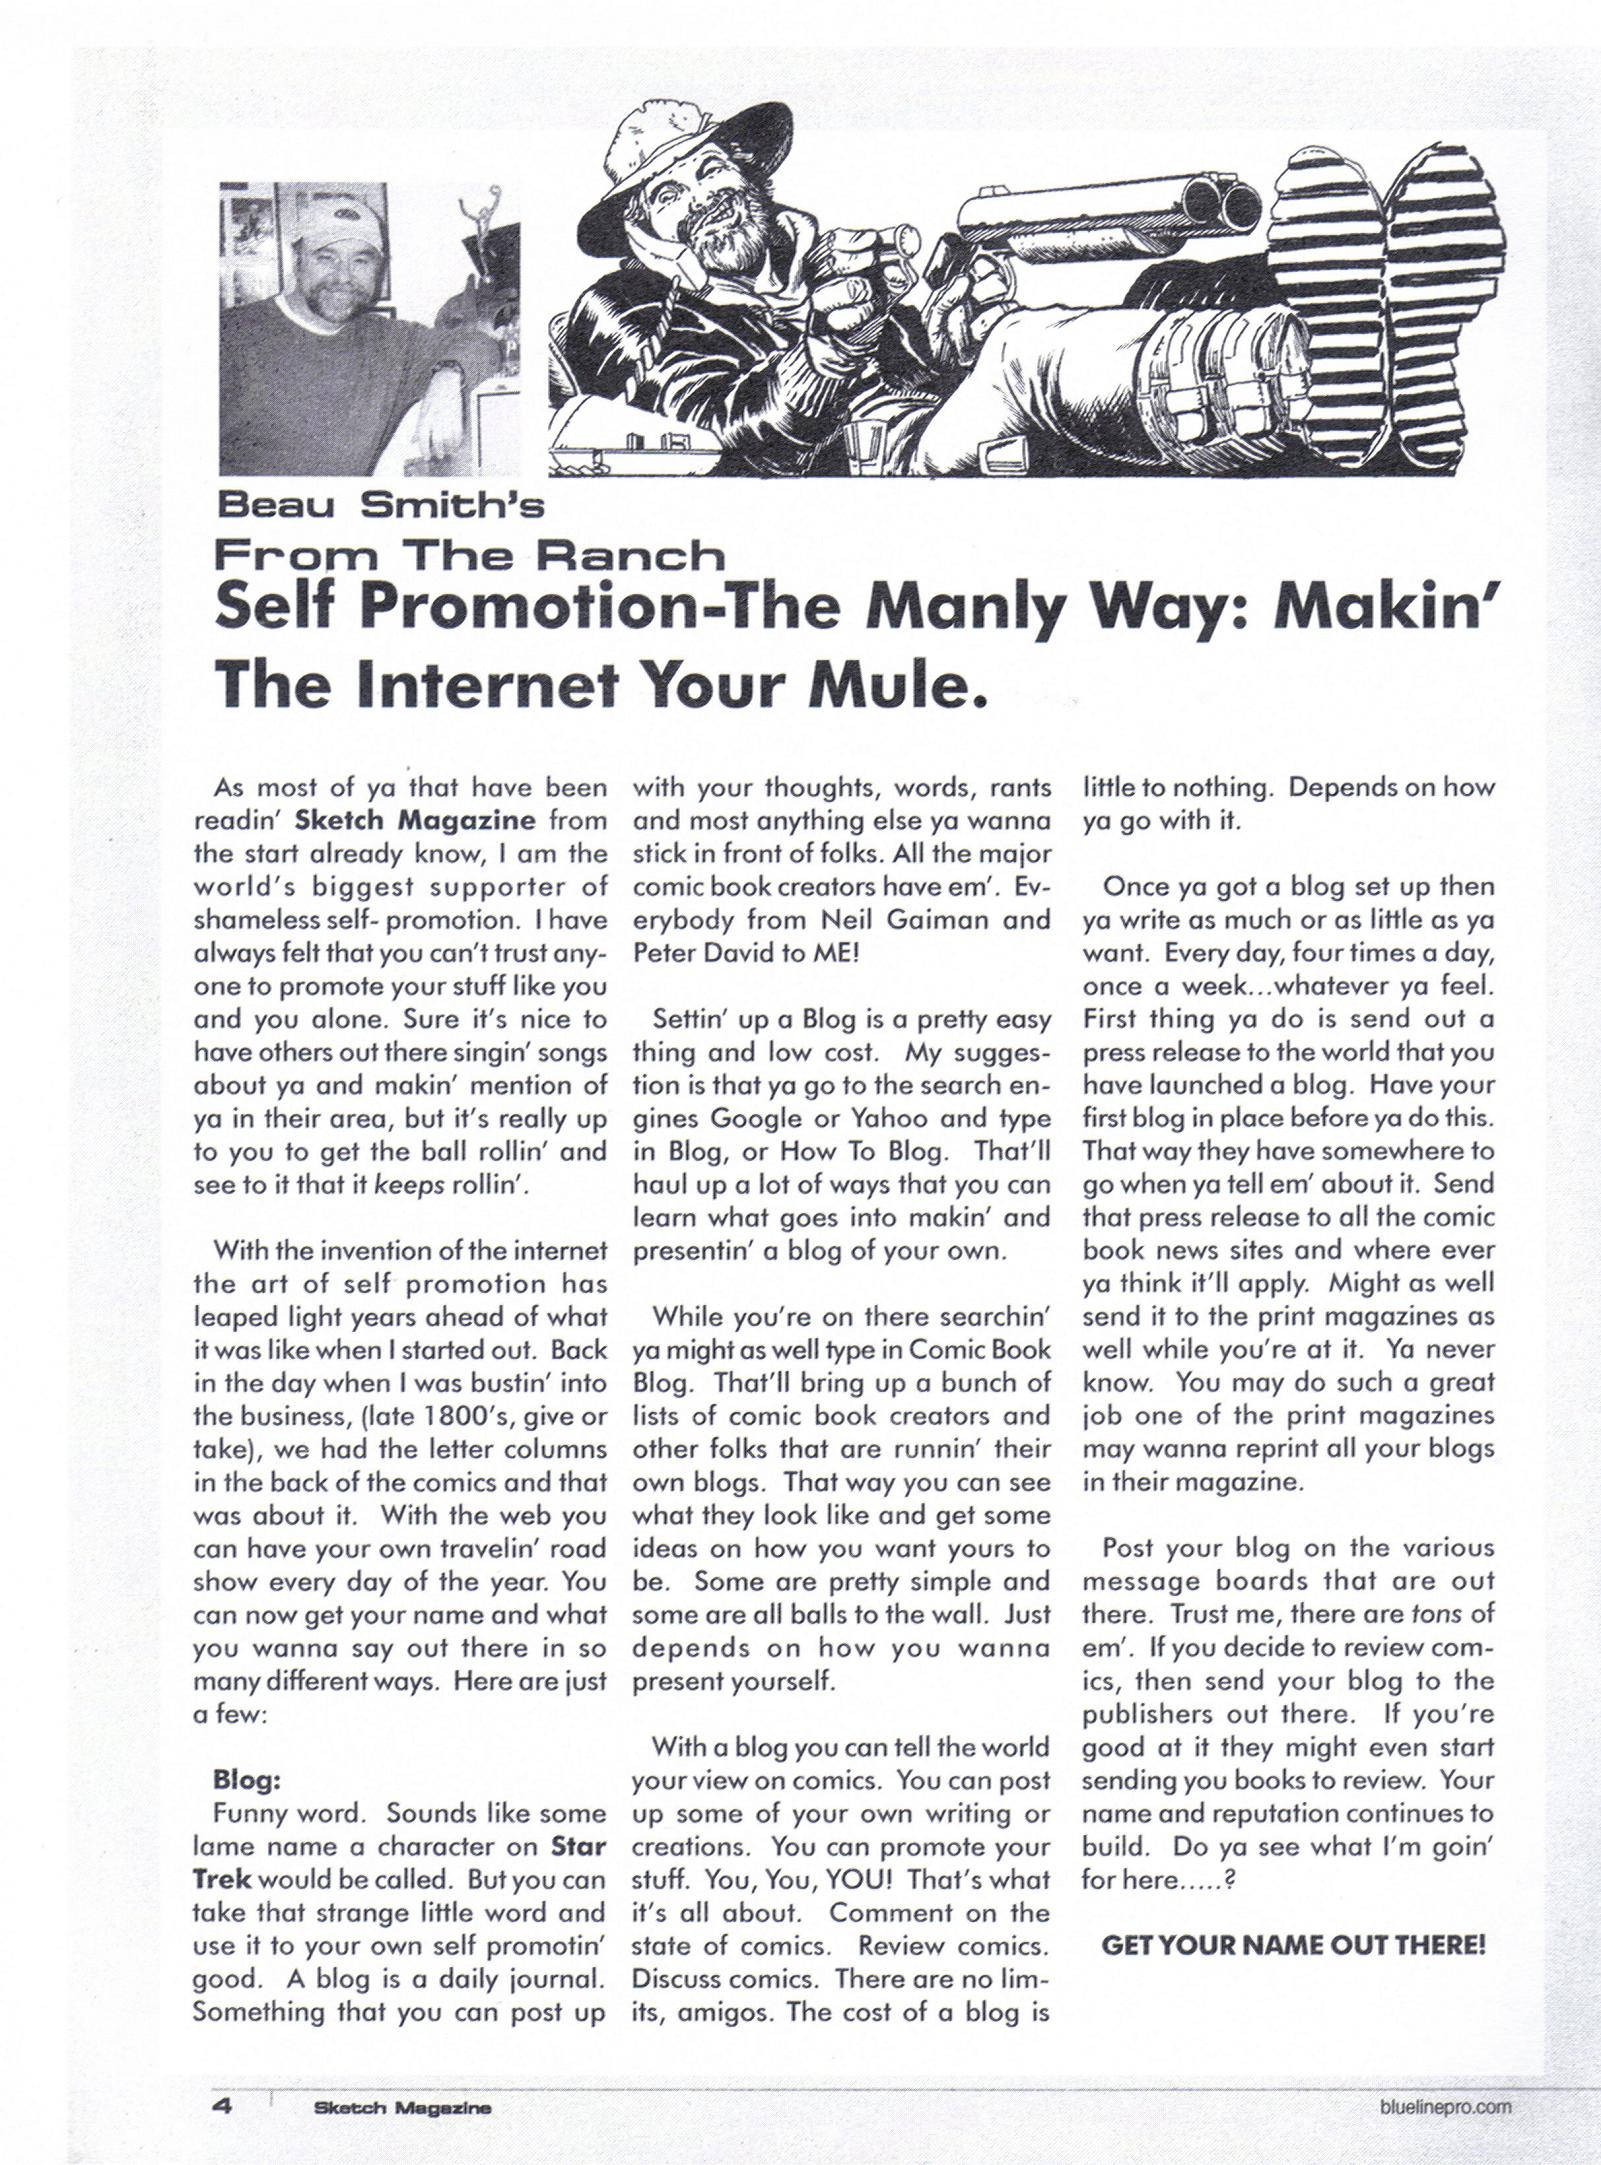 Beau Smith's
From The Ranch
Self Promotion-The Manly Way: Makin'
The Internet Your Mule.
As most of ya that have been
readin' Sketch Magazine from
the start already know, I am the
world's biggest supporter of
shameless self- promotion. I have
always felt that you can't trust any-
one to promote your stuff like you
and you alone. Sure it's nice to
have others out there singin' songs
about ya and makin' mention of
ya in their area, but it's really up
to you to get the ball rollin' and
see to it that it keeps rollin'.
With the invention of the internet
the art of self promotion has
leaped light years ahead of what
it was like when I started out. Back
in the day when I was bustin' into
the business, (late 1800's, give or
take), we had the letter columns
in the back of the comics and that
was about it. With the web you
can have your own travelin' road
show every day of the year. You
can now get your name and what
you wanna say out there in so
many different ways. Here are just
a few:
Blog:
Funny word. Sounds like some
lame name a character on Star
Trek would be called. But you can
take that strange little word and
use it to your own self promotin'
good. A blog is a daily journal.
Something that you can post up
with your thoughts, words, rants
and most anything else ya wanna
stick in front of folks. All the major
comic book creators have em'. Ev-
erybody from Neil Gaiman and
Peter David to ME!
Settin' up a Blog is a pretty easy
thing and low cost. My sugges-
tion is that ya go to the search en-
gines Google or Yahoo and type
in Blog, or How To Blog. That'll
haul up a lot of ways that you can
learn what goes into makin' and
presentin' a blog of your own.
While you're on there searchin'
ya might as well type in Comic Book
Blog. That'll bring up a bunch of
lists of comic book creators and
other folks that are runnin' their
own blogs. That way you can see
what they look like and get some
ideas on how you want yours to
be. Some are pretty simple and
some are all balls to the wall. Just
depends on how you wanna
present yourself.
With a blog you can tell the world
your view on comics. You can post
up some of your own writing or
creations. You can promote your
stuff. You, You, YOU! That's what
it's all about. Comment on the
state of comics. Review comics.
Discuss comics. There are no lim-
its, amigos. The cost of a blog is
little to nothing. Depends on how
ya go with it.
Once ya got a blog set up then
ya write as much or as little as ya
want. Every day, four times a day,
once a week...whatever ya feel.
First thing ya do is send out a
press release to the world that you
have launched a blog. Have your
first blog in place before ya do this.
That way they have somewhere to
go when ya tell em' about it. Send
that press release to all the comic
book news sites and where ever
ya think it'll apply. Might as well
send it to the print magazines as
well while you're at it. Ya never
know. You may do such a great
job one of the print magazines
may wanna reprint all your blogs
in their magazine.
Post your blog on the various
message boards that are out
there. Trust me, there are tons of
em'. If you decide to review com-
ics, then send your blog to the
publishers out there. If you're
good at it they might even start
sending you books to review. Your
name and reputation continues to
build. Do ya see what I'm goin'
for here.....?
GET YOUR NAME OUT THERE!
4 Sketch Magazine bluelinepro.com